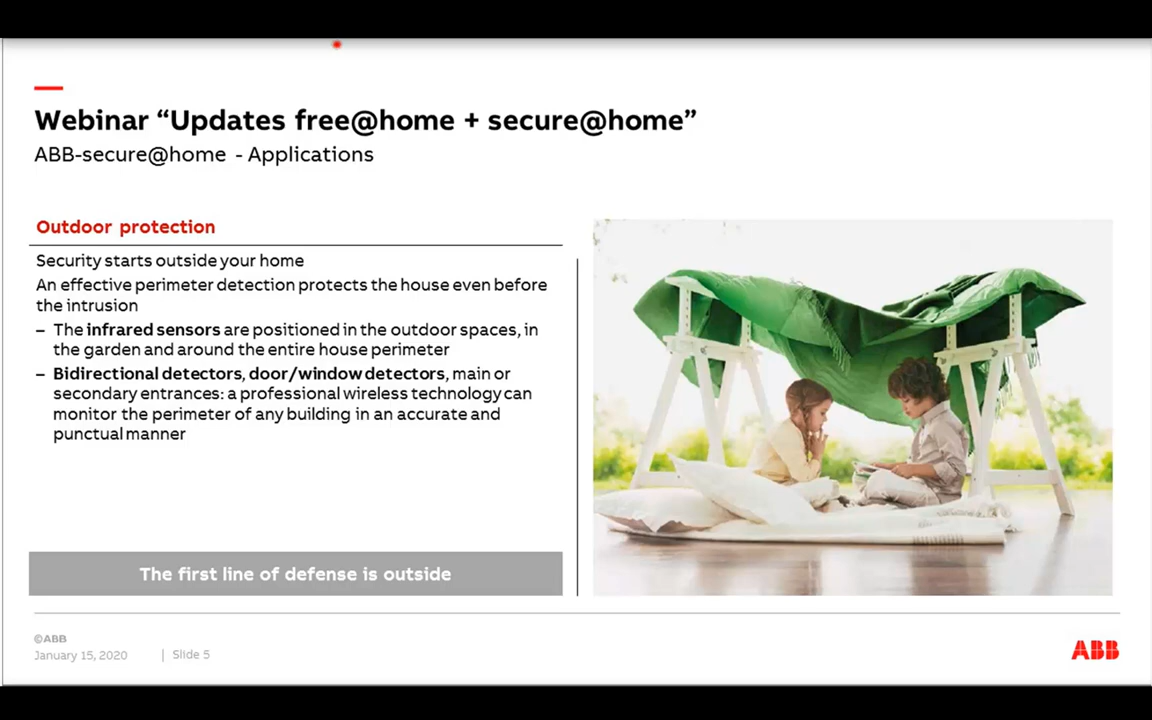 Webinar “Updates free@home + secure@home”
ABB-secure@home - Applications
Outdoor protection
Security starts outside your home
An effective perimeter detection protects the house even before
the intrusion
– The infrared sensors are positioned in the outdoor spaces, in
the garden and around the entire house perimeter
– Bidirectional detectors, door/window detectors, main or
secondary entrances: a professional wireless technology can
monitor the perimeter of any building in an accurate and
punctual manner
The first line of defense is outside
©ABB
January 15, 2020 | Slide 5
ABB